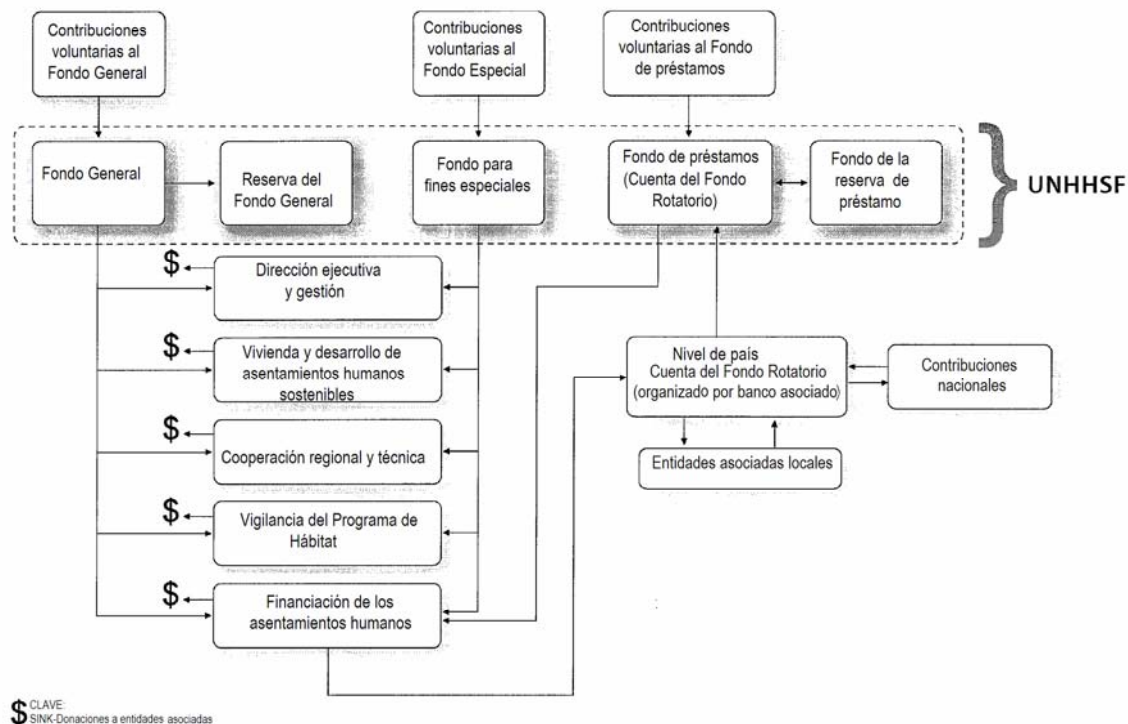 Contribuciones
voluntarias al
Fondo General
Contribuciones
voluntarias al
Fondo Especial
Contribuciones
voluntarias al Fondo
de préstamos
Fondo General
Reserva del
Fondo General
Fondo para
fines especiales
Fondo de préstamos
(Cuenta del Fondo
Rotatorio)
Fondo de la
reserva de
préstamo
UNHHSF
$
Dirección ejecutiva
y gestión
$
Vivienda y desarrollo de
asentamientos humanos
sostenibles
$
Cooperación regional y técnica
$
Vigilancia del Programa de
Hábitat
$
Financiación de los
asentamientos humanos
Nivel de país
Cuenta del Fondo Rotatorio
(organizado por banco asociado)
Contribuciones
nacionales
Entidades asociadas locales
$ CLAVE:
SINK-Donaciones a entidades asociadas